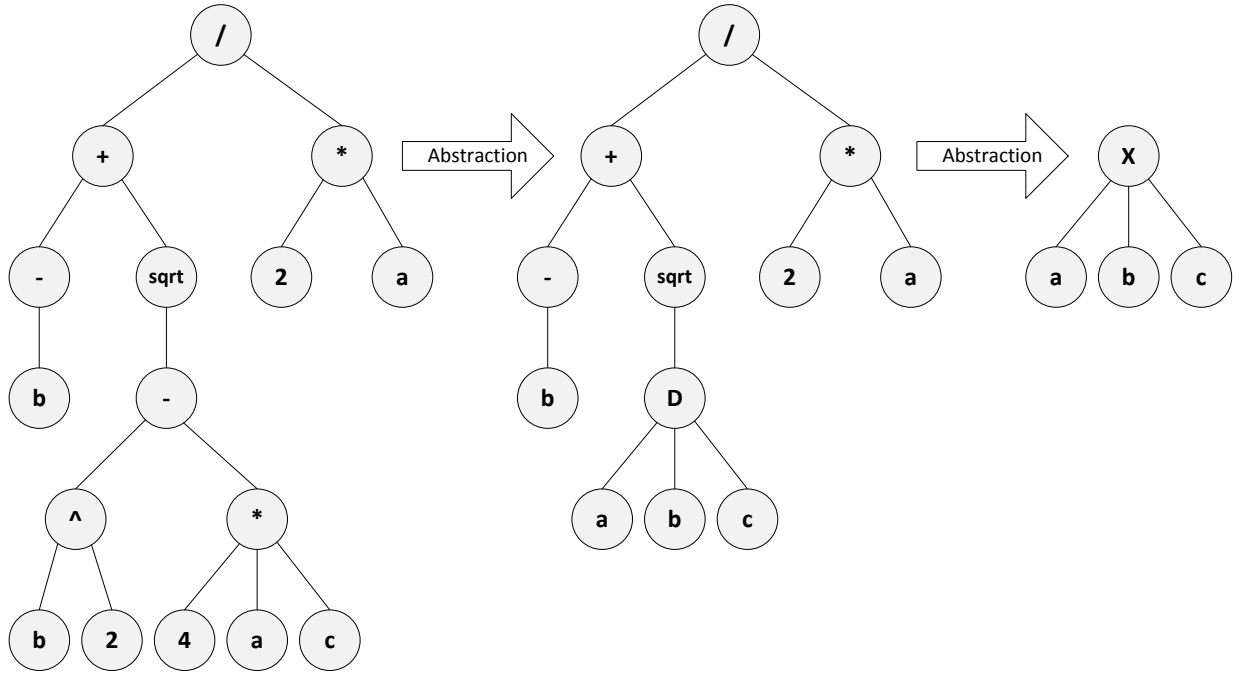 / /
+ * Abstraction + * Abstraction X
- sqrt 2 a - sqrt 2 a a b c
b - b D
^ * a b c
b 2 4 a c